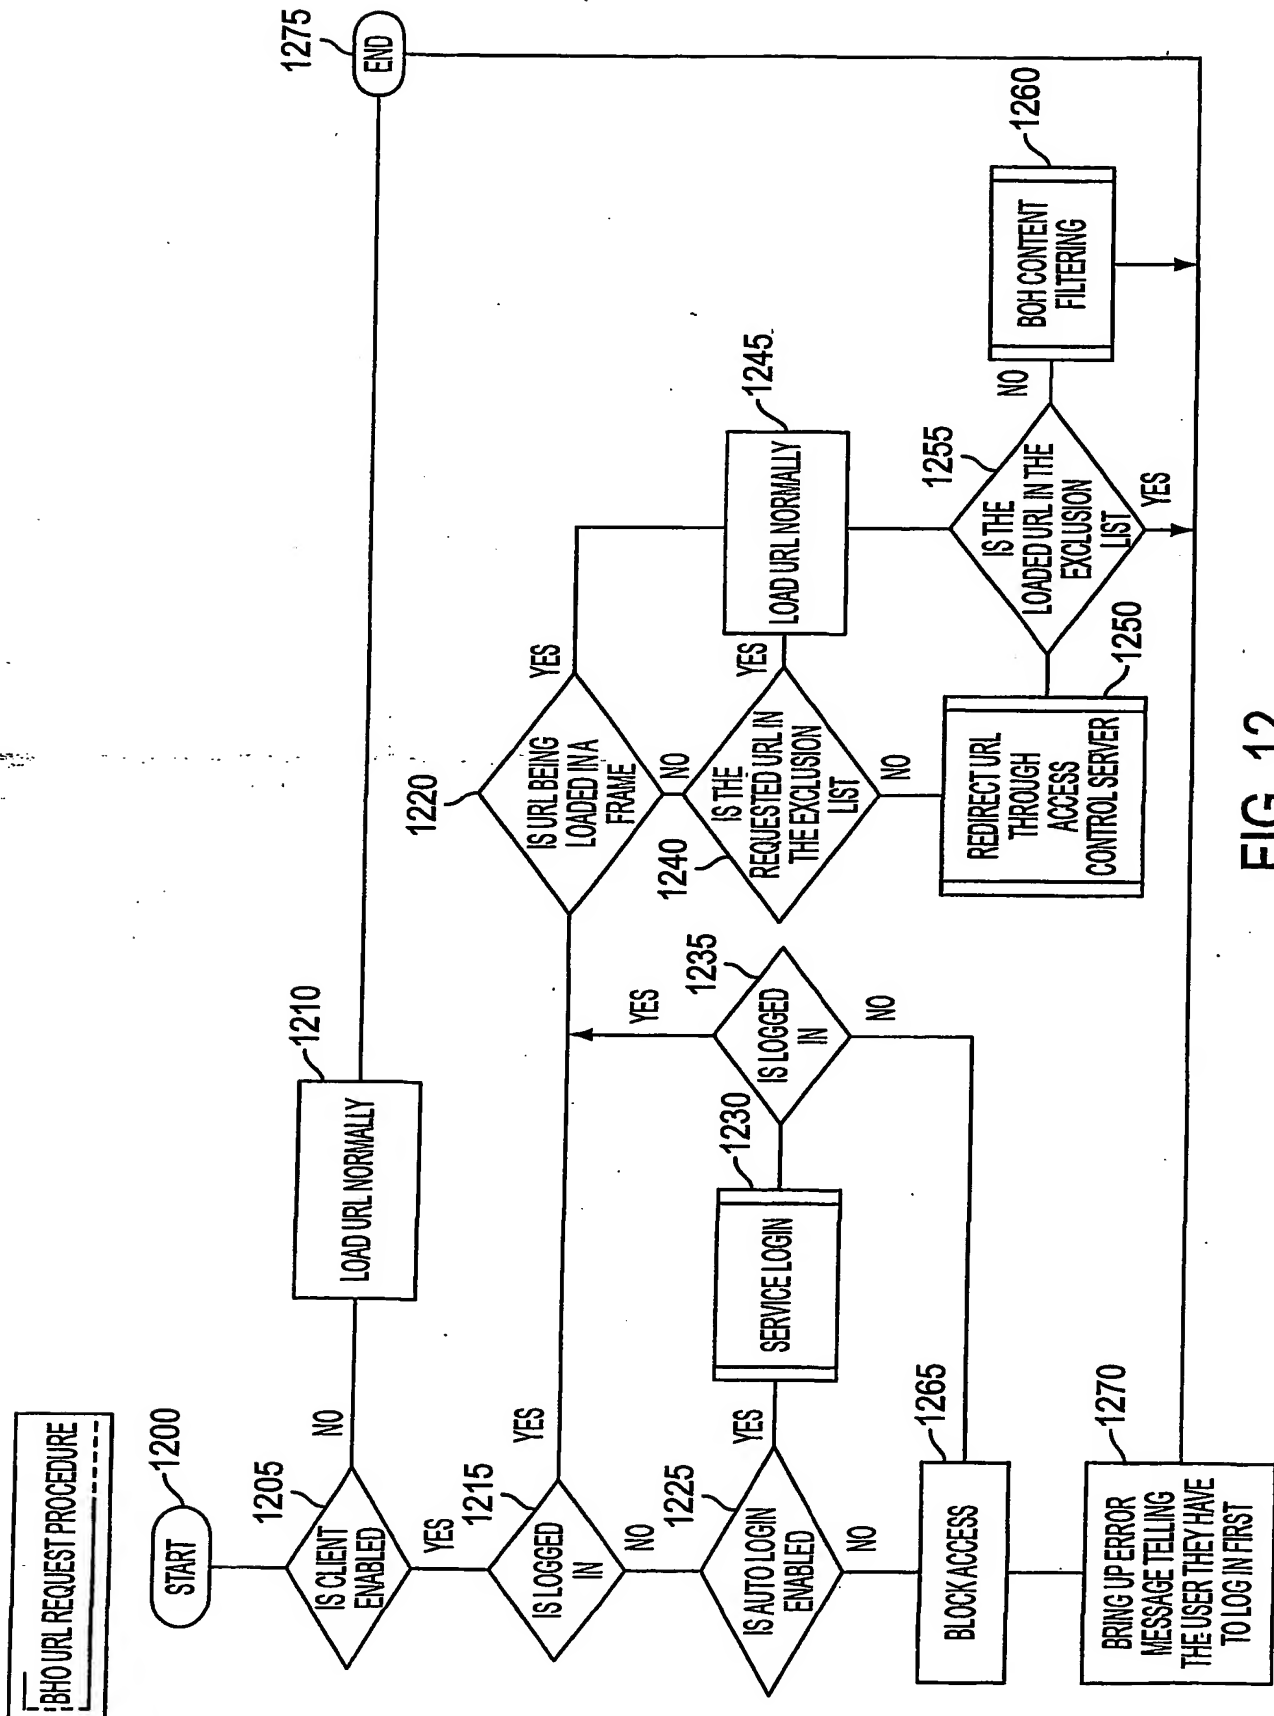 BHO URL REQUEST PROCEDURE
START
1200
IS CLIENT
ENABLED
1205
NO
YES
LOAD URL NORMALLY
1210
END
1275
IS LOGGED
IN
1215
YES
NO
IS URL BEING
LOADED IN A
FRAME
1220
YES
NO
IS AUTO LOGIN
ENABLED
1225
YES
NO
SERVICE LOGIN
1230
IS LOGGED
IN
1235
YES
NO
IS THE
REQUESTED URL IN
THE EXCLUSION
LIST
1240
YES
NO
LOAD URL NORMALLY
1245
REDIRECT URL
THROUGH
ACCESS
CONTROL SERVER
1250
IS THE
LOADED URL IN THE
EXCLUSION
LIST
1255
NO
YES
BOH CONTENT
FILTERING
1260
BLOCK ACCESS
1265
BRING UP ERROR
MESSAGE TELLING
THE USER THEY HAVE
TO LOG IN FIRST
1270
FIG. 12